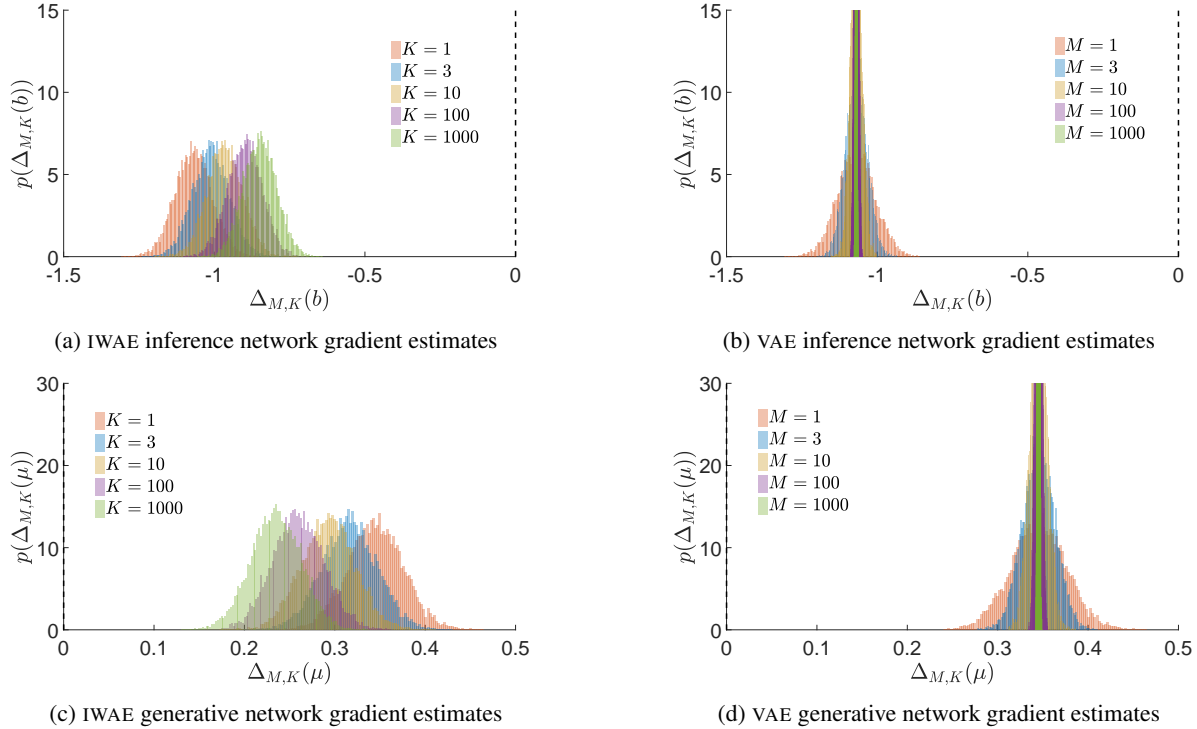 15
10
5
0
p(Δ_{M,K}(b))
K = 1
K = 3
K = 10
K = 100
K = 1000
-1.5
-1
-0.5
0
Δ_{M,K}(b)
(a) IWAE inference network gradient estimates
15
10
5
0
p(Δ_{M,K}(b))
M = 1
M = 3
M = 10
M = 100
M = 1000
-1.5
-1
-0.5
0
Δ_{M,K}(b)
(b) VAE inference network gradient estimates
30
20
10
0
p(Δ_{M,K}(μ))
K = 1
K = 3
K = 10
K = 100
K = 1000
0
0.1
0.2
0.3
0.4
0.5
Δ_{M,K}(μ)
(c) IWAE generative network gradient estimates
30
20
10
0
p(Δ_{M,K}(μ))
M = 1
M = 3
M = 10
M = 100
M = 1000
0
0.1
0.2
0.3
0.4
0.5
Δ_{M,K}(μ)
(d) VAE generative network gradient estimates